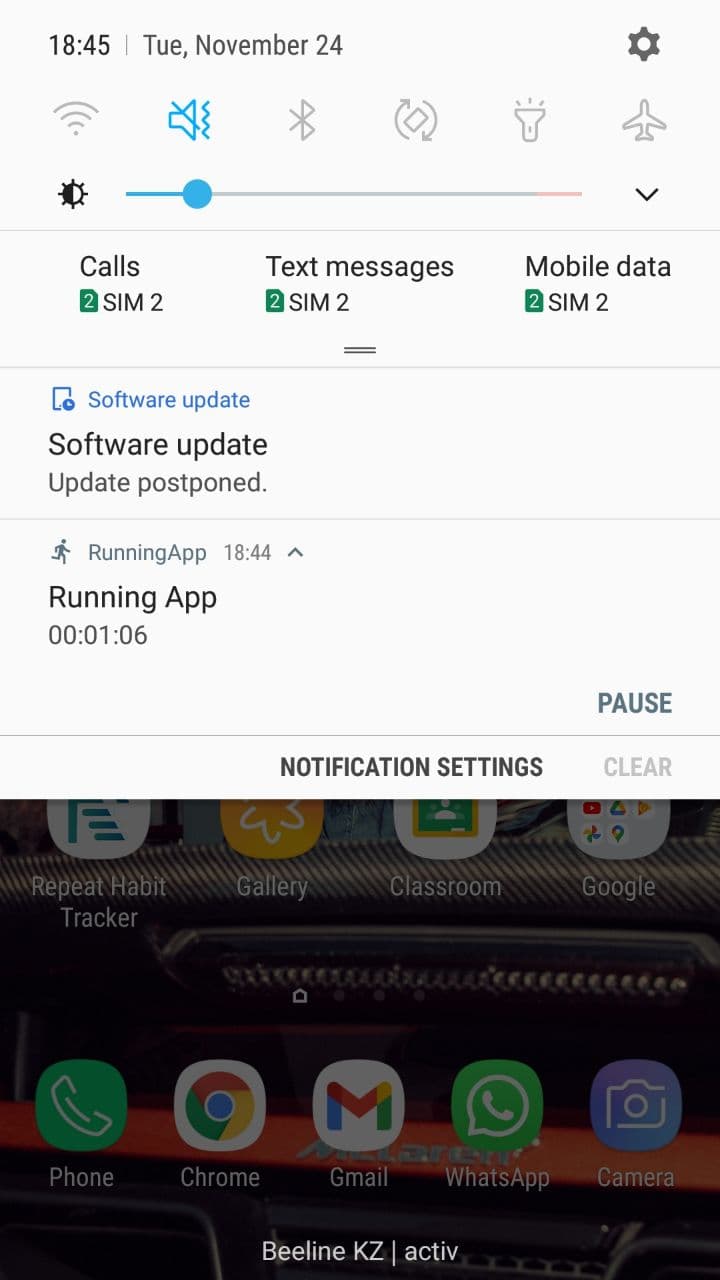 18:45 | Tue, November 24
Calls
2 SIM 2
Text messages
2 SIM 2
Mobile data
2 SIM 2
Software update
Software update
Update postponed.
RunningApp 18:44
Running App
00:01:06
PAUSE
NOTIFICATION SETTINGS CLEAR
Repeat Habit
Tracker
Gallery
Classroom
Google
McLaren
Phone
Chrome
Gmail
WhatsApp
Camera
Beeline KZ | activ